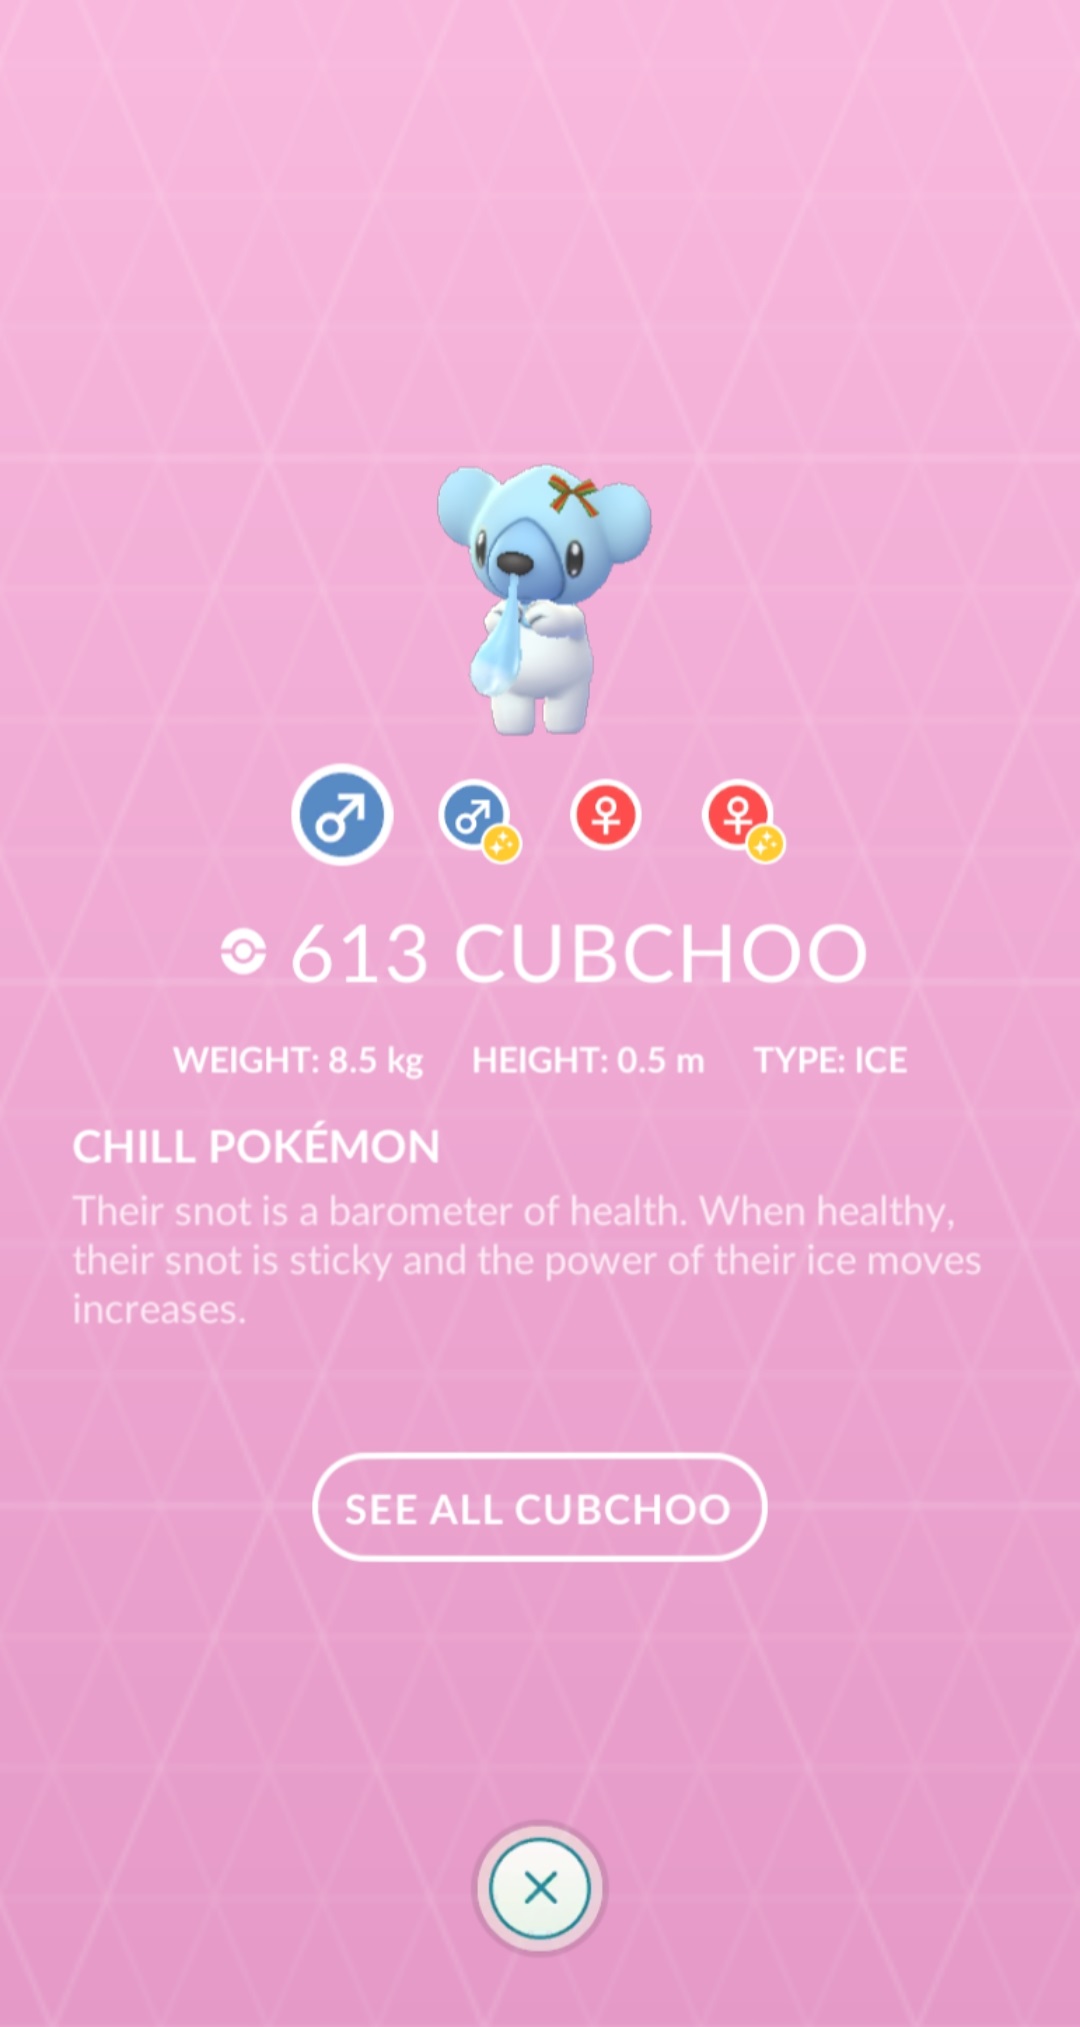 613 CUBCHOO
WEIGHT: 8.5 kg HEIGHT: 0.5 m TYPE: ICE
CHILL POKÉMON
Their snot is a barometer of health. When healthy,
their snot is sticky and the power of their ice moves
increases.
SEE ALL CUBCHOO